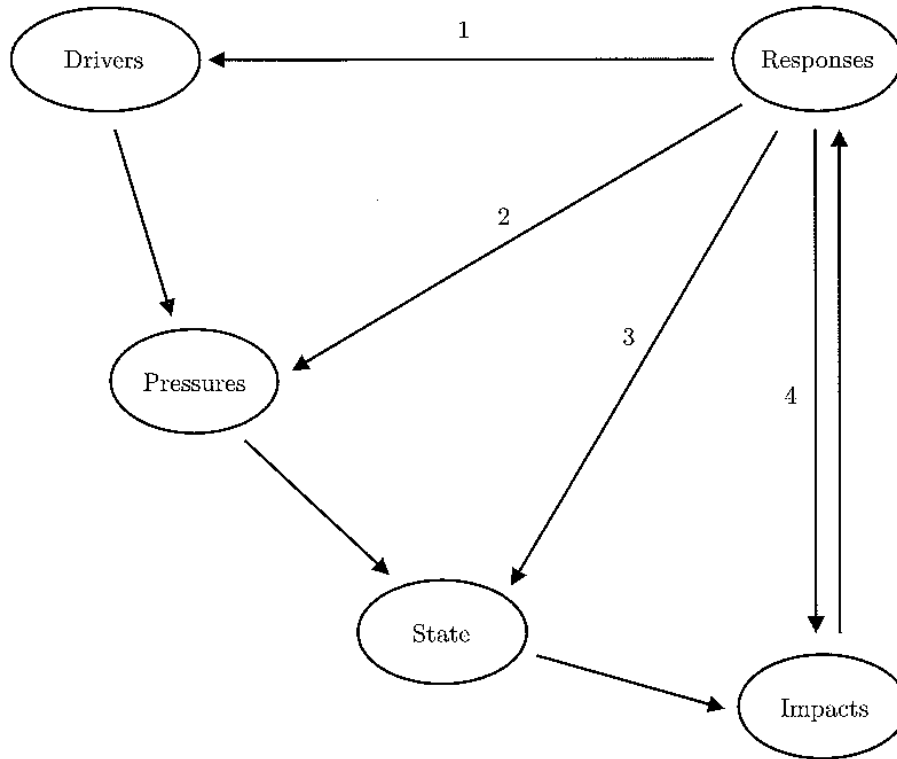 1
Drivers
Responses
2
3
Pressures
4
State
Impacts